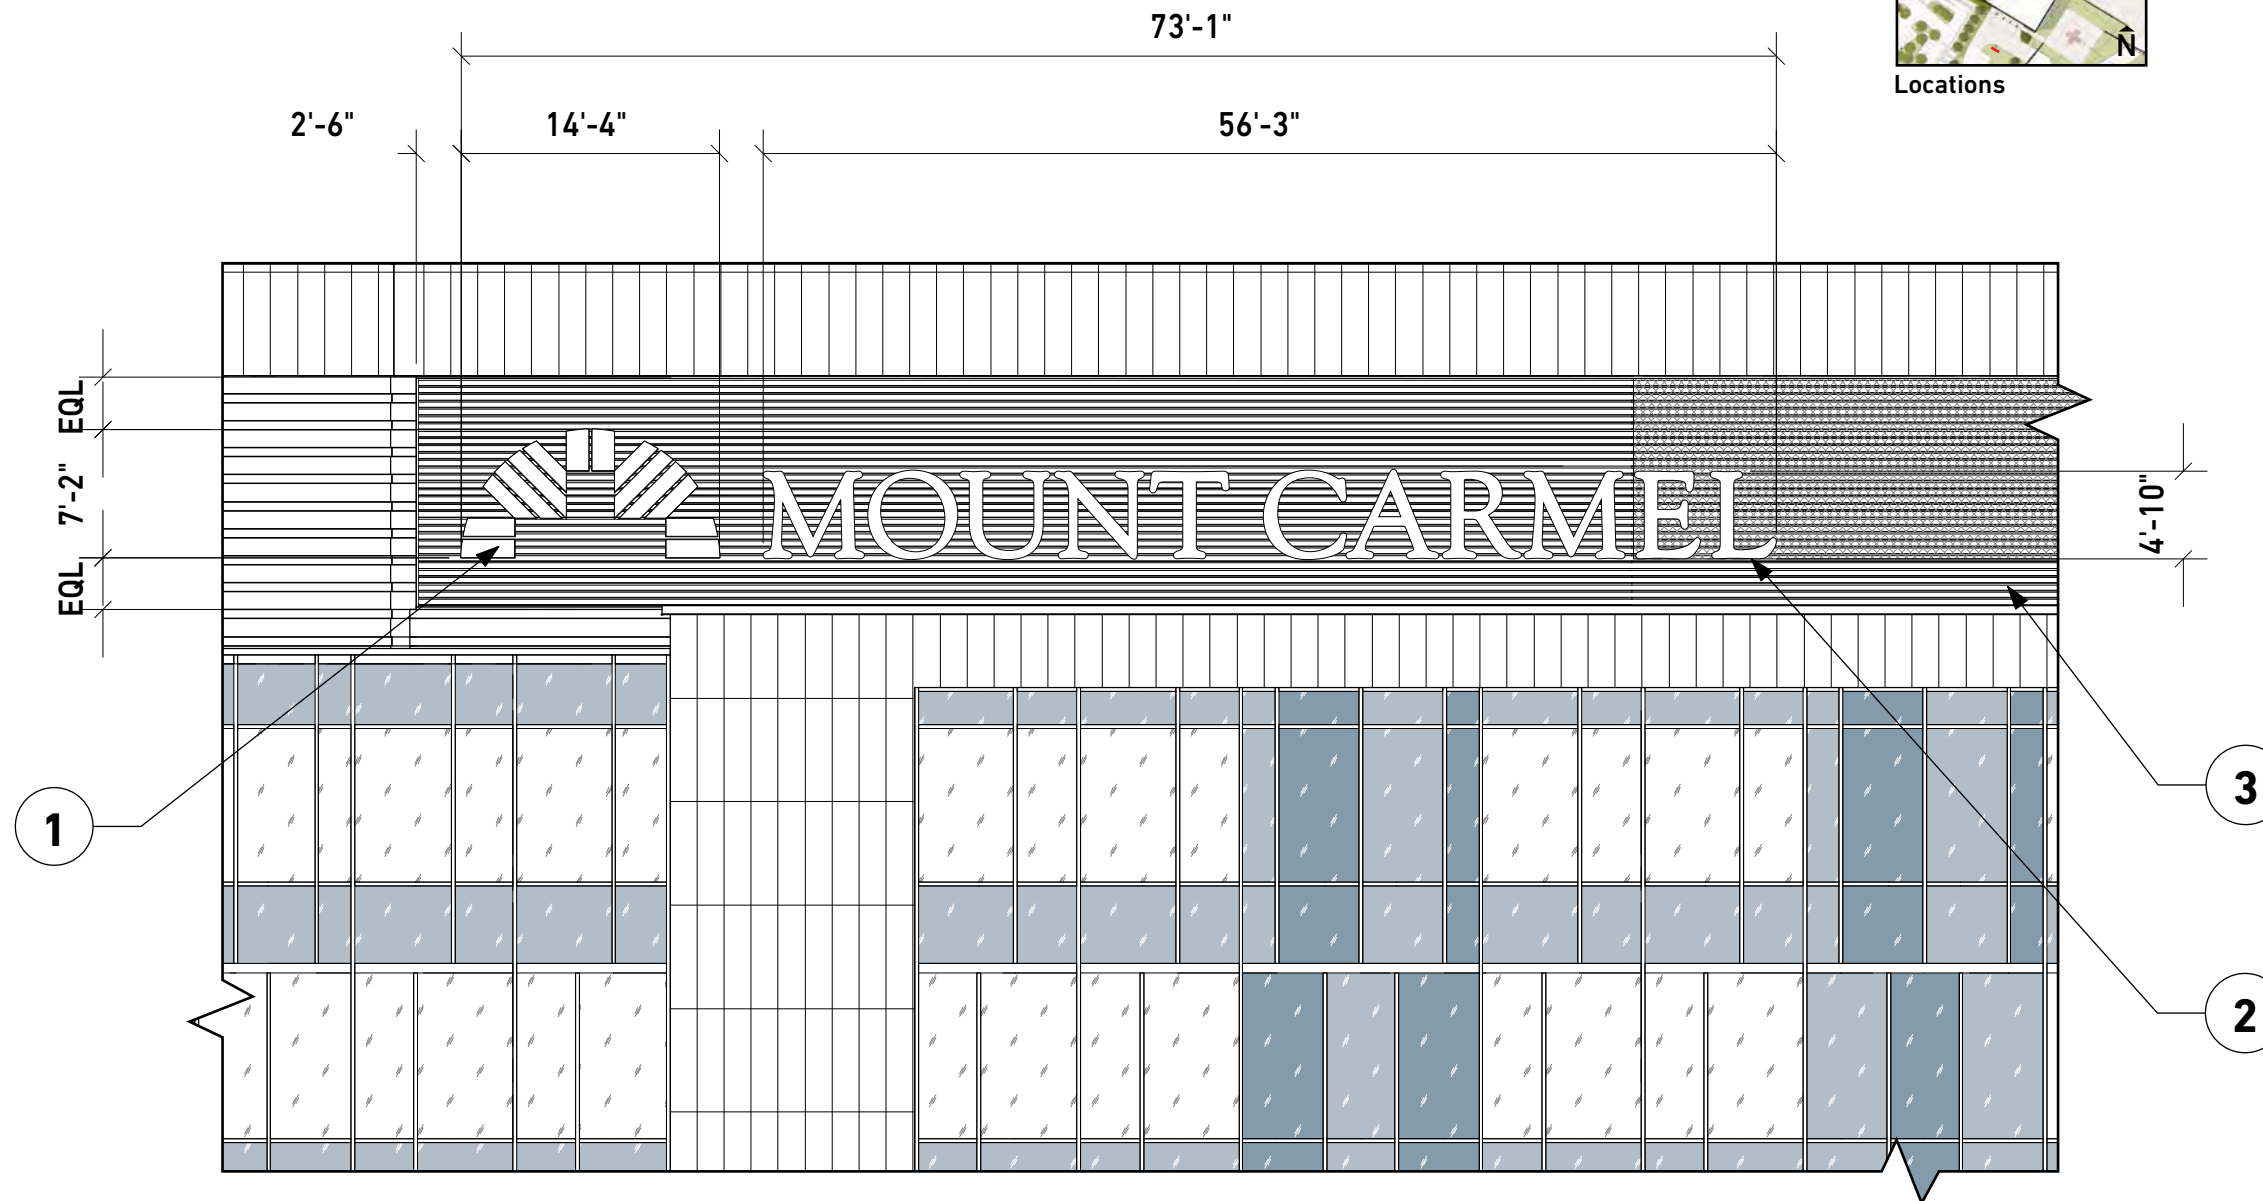 73'-1"
N
Locations
2'-6"
14'-4"
56'-3"
EQL
7'-2"
EQL
MOUNT CARMEL
4'-10"
1
3
2